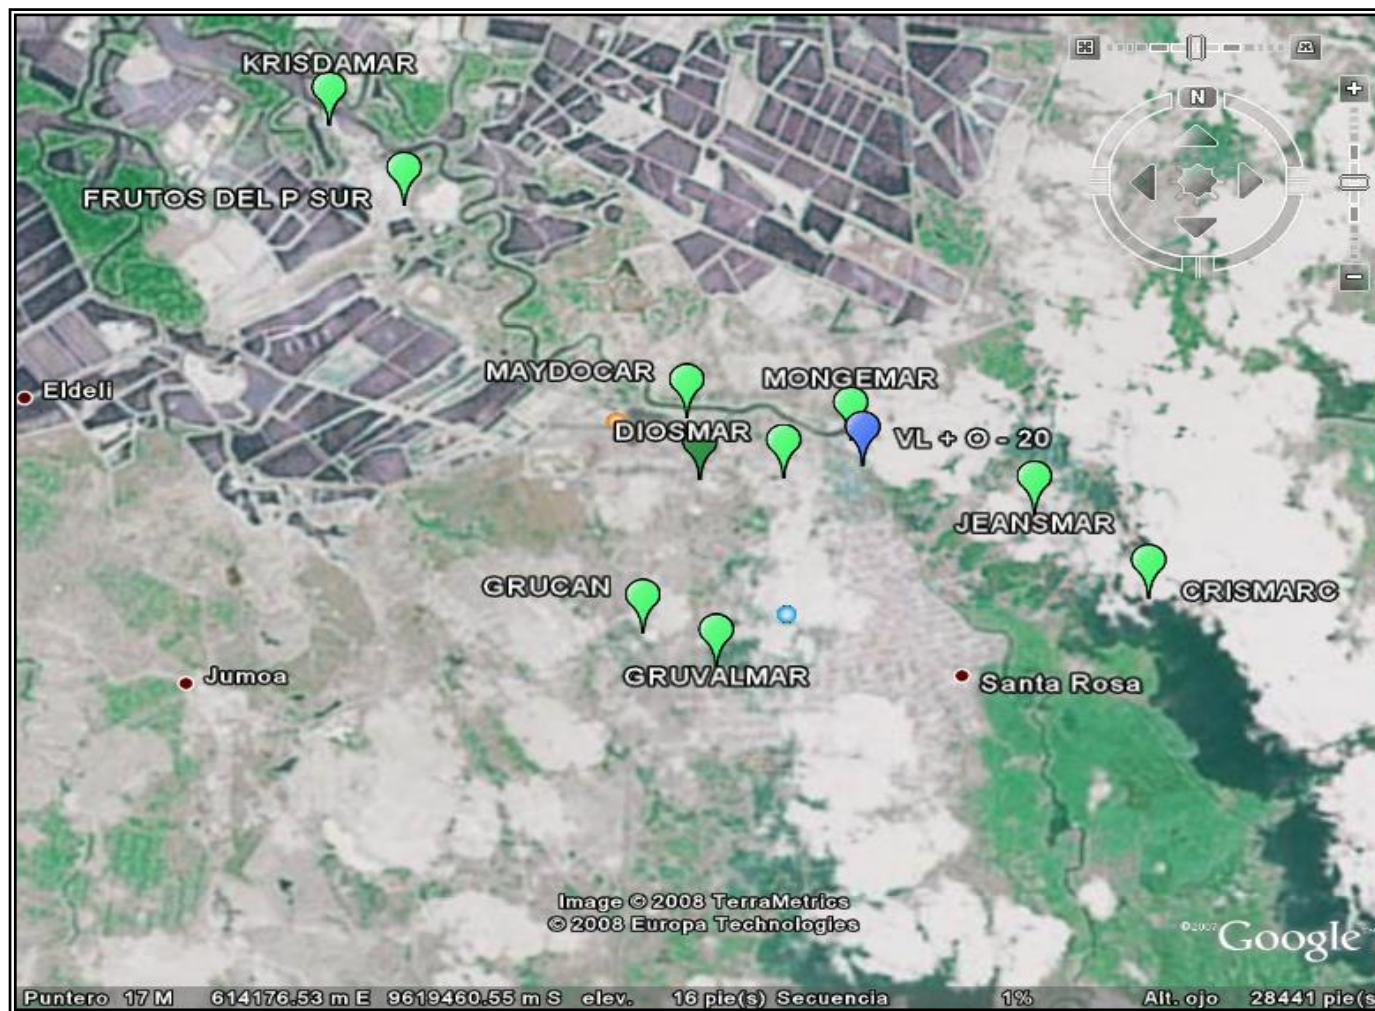 KRISDAMAR
N
FRUTOS DEL P SUR
MAYDOCAR
MONGEMAR
Eldeli
DIOSMAR
VL + O - 20
JEANSMAR
GRUCAN
CRISMARC
Jumoa
GRUVALMAR
Santa Rosa
Image © 2008 TerraMetrics
© 2008 Europa Technologies
©2007 Google
Puntero 17 M 614176.53 m E 9619460.55 m S elev. 16 pie(s) Secuencia 1% Alt. ojo 28441 pie(s